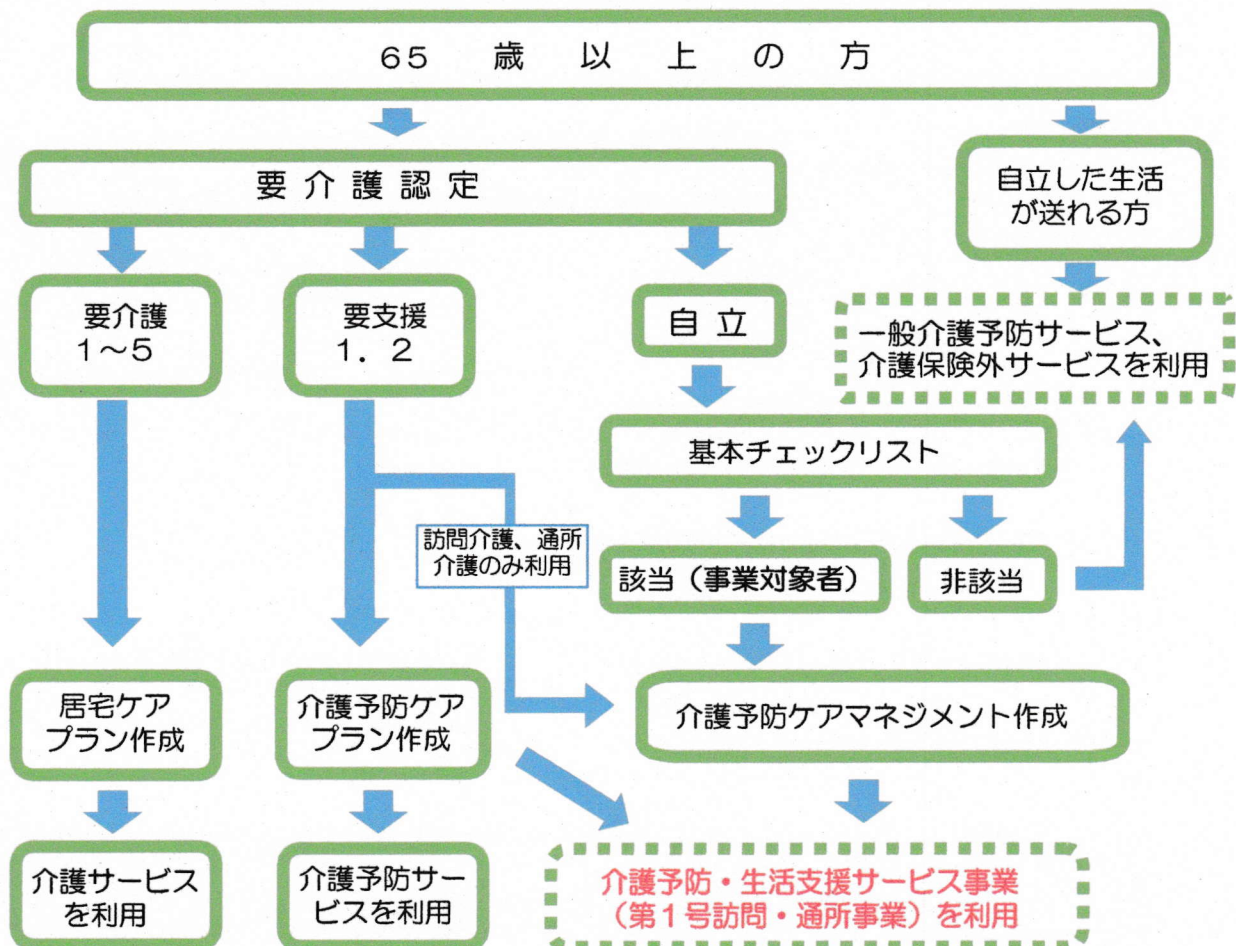 65歳以上の方
要介護認定
自立した生活
が送れる方
要介護
1～5
要支援
1．2
自立
一般介護予防サービス、
介護保険外サービスを利用
基本チェックリスト
訪問介護、通所
介護のみ利用
該当（事業対象者）
非該当
居宅ケア
プラン作成
介護予防ケア
プラン作成
介護予防ケアマネジメント作成
介護サービス
を利用
介護予防サー
ビスを利用
介護予防・生活支援サービス事業
（第１号訪問・通所事業）を利用